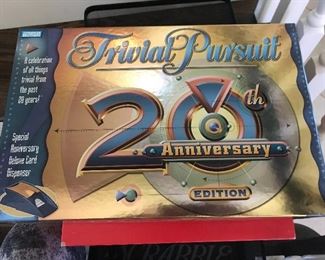 Trivial Pursuit
A celebration
of all things
trivial from
the past
20 years!
20th
Anniversary
EDITION
Special
Anniversary
Deluxe Card
Dispenser